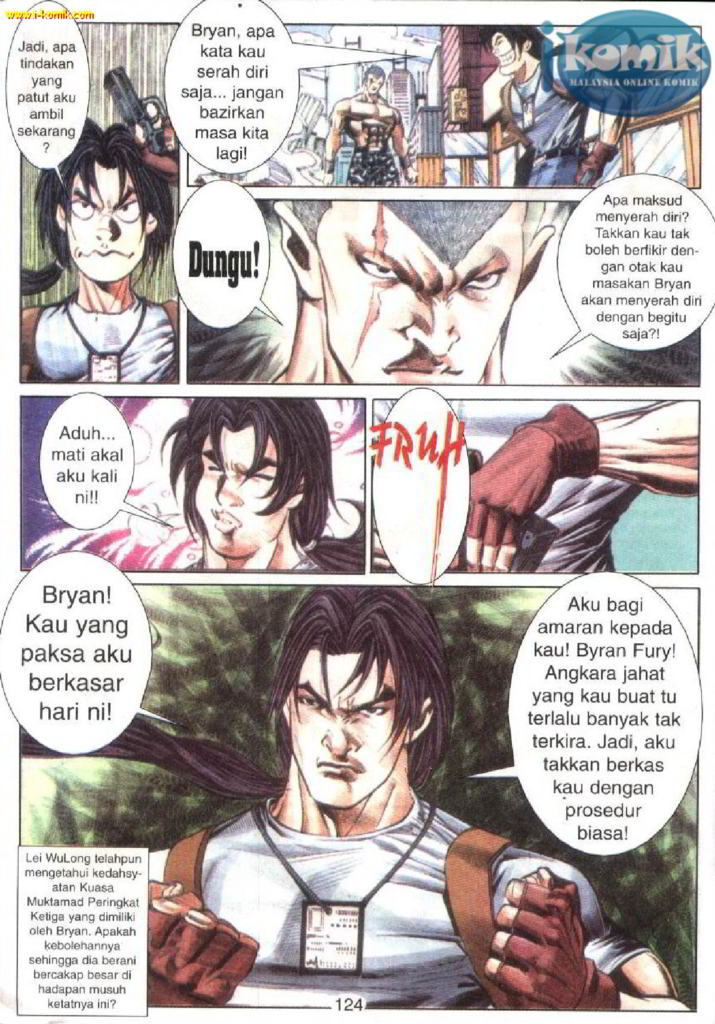 www.i-komik.com
ikomik
MALAYSIA ONLINE KOMIK
Jadi, apa
tindakan
yang
patut aku
ambil
sekarang
?
Bryan, apa
kata kau
serah diri
saja... jangan
bazirkan
masa kita
lagi!
Dungu!
Apa maksud
menyerah diri?
Takkan kau tak
boleh berfikir den-
gan otak kau
masakan Bryan
akan menyerah diri
dengan begitu
saja?!
Aduh...
mati akal
aku kali
ni!!
FRUH
Bryan!
Kau yang
paksa aku
berkasar
hari ni!
Aku bagi
amaran kepada
kau! Byran Fury!
Angkara jahat
yang kau buat tu
terlalu banyak tak
terkira. Jadi, aku
takkan berkas
kau dengan
prosedur
biasa!
Lei WuLong telahpun
mengetahui kedahsy-
atan Kuasa
Muktamad Peringkat
Ketiga yang dimiliki
oleh Bryan. Apakah
kebolehannya
sehingga dia berani
bercakap besar di
hadapan musuh
ketatnya ini?
124